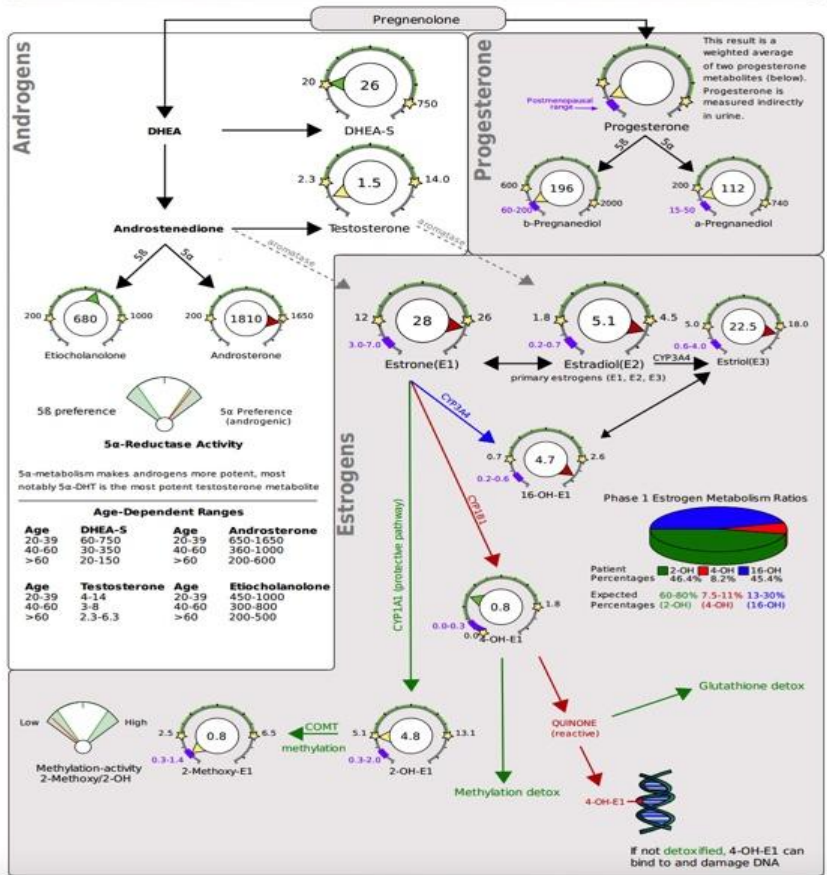 Pregnenolone
Androgens
DHEA
20
26
750
DHEA-S
2.3
1.5
14.0
Testosterone
Androstenedione
aromatase
aromatase
5ß
5α
200
680
1000
Etiocholanolone
200
1810
1650
Androsterone
5ß preference
5α Preference
(androgenic)
5α-Reductase Activity
5α-metabolism makes androgens more potent, most
notably 5α-DHT is the most potent testosterone metabolite
Age-Dependent Ranges
Age DHEA-S Age Androsterone
20-39 60-750 20-39 650-1650
40-60 30-350 40-60 360-1000
>60 20-150 >60 200-600
Age Testosterone Age Etiocholanolone
20-39 4-14 20-39 450-1000
40-60 3-8 40-60 300-800
>60 2.3-6.3 >60 200-500
Progesterone
This result is a
weighted average
of two progesterone
metabolites (below).
Progesterone is
measured indirectly
in urine.
Postmenopausal
range
Progesterone
5ß
5α
600
196
2000
60-200
b-Pregnanediol
200
112
740
15-50
a-Pregnanediol
Estrogens
12
28
26
3.0-7.0
Estrone(E1)
1.8
5.1
4.5
0.2-0.7
Estradiol(E2)
primary estrogens (E1, E2, E3)
CYP3A4
5.0
22.5
18.0
0.6-4.0
Estriol(E3)
CYP3A4
0.7
4.7
2.6
0.2-0.6
16-OH-E1
CYP1B1
CYP1A1 (protective pathway)
Phase 1 Estrogen Metabolism Ratios
Patient 2-OH 4-OH 16-OH
Percentages 46.4% 8.2% 45.4%
Expected 60-80% 7.5-11% 13-30%
Percentages (2-OH) (4-OH) (16-OH)
0.8
1.8
0.0-0.3
4-OH-E1
Glutathione detox
QUINONE
(reactive)
Low
High
Methylation-activity
2-Methoxy/2-OH
2.5
0.8
6.5
0.3-1.4
2-Methoxy-E1
COMT
methylation
5.1
4.8
13.1
0.3-2.0
2-OH-E1
Methylation detox
4-OH-E1
If not detoxified, 4-OH-E1 can
bind to and damage DNA